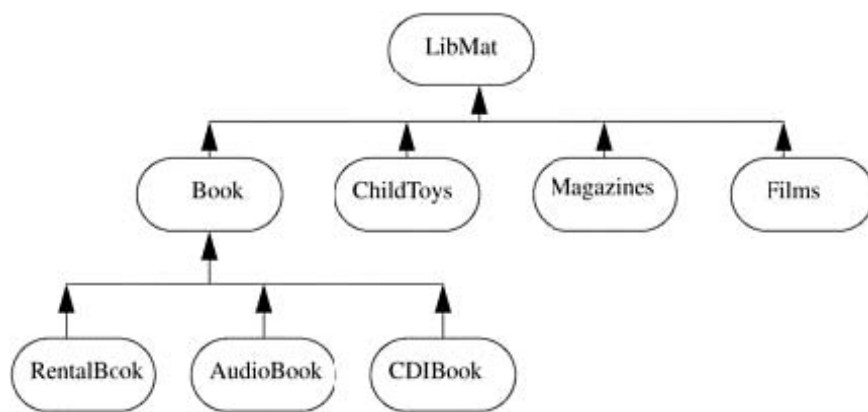 LibMat
Book ChildToys Magazines Films
RentalBcok AudioBook CDIBook